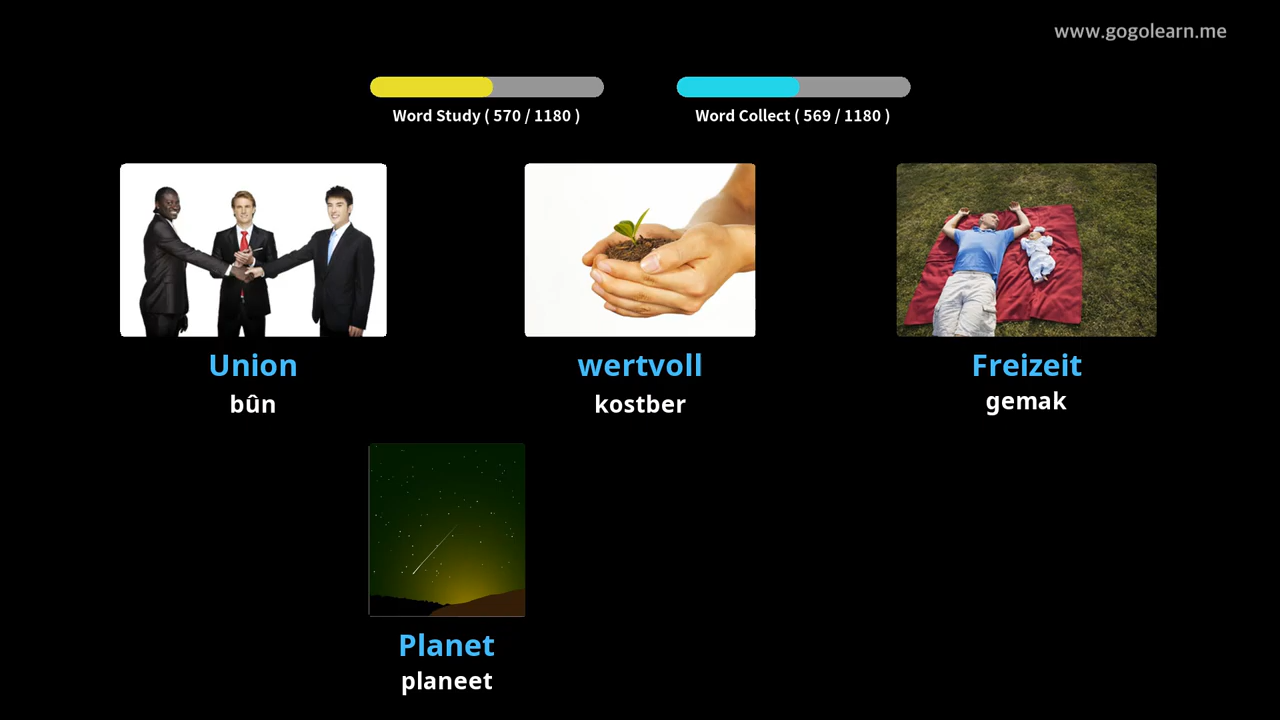 www.gogolearn.me
Word Study ( 570 / 1180 )
Word Collect ( 569 / 1180 )
Union
bûn
wertvoll
kostber
Freizeit
gemak
Planet
planeet